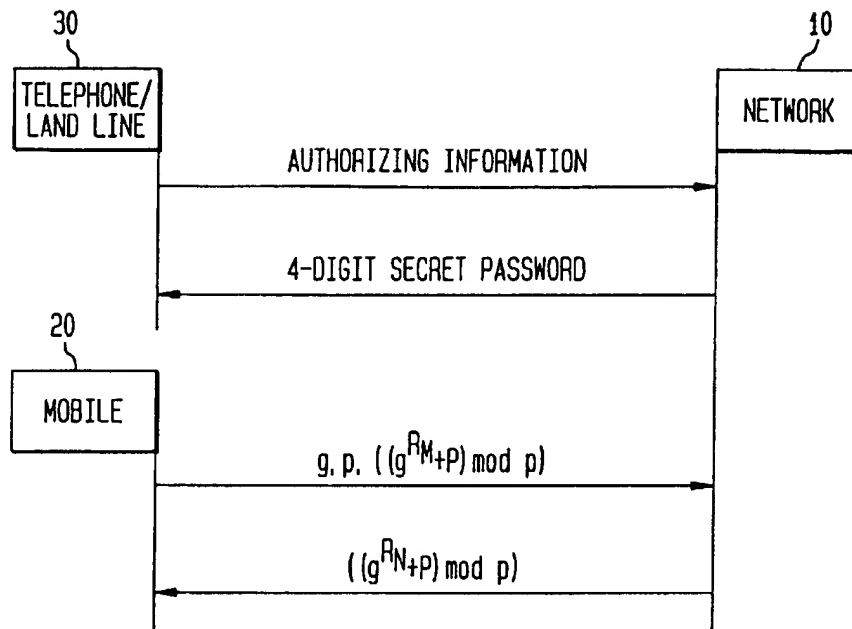 30
10
TELEPHONE/
LAND LINE
NETWORK
AUTHORIZING INFORMATION
4-DIGIT SECRET PASSWORD
20
MOBILE
g, p, ((g^RM+P) mod p)
((g^RN+P) mod p)